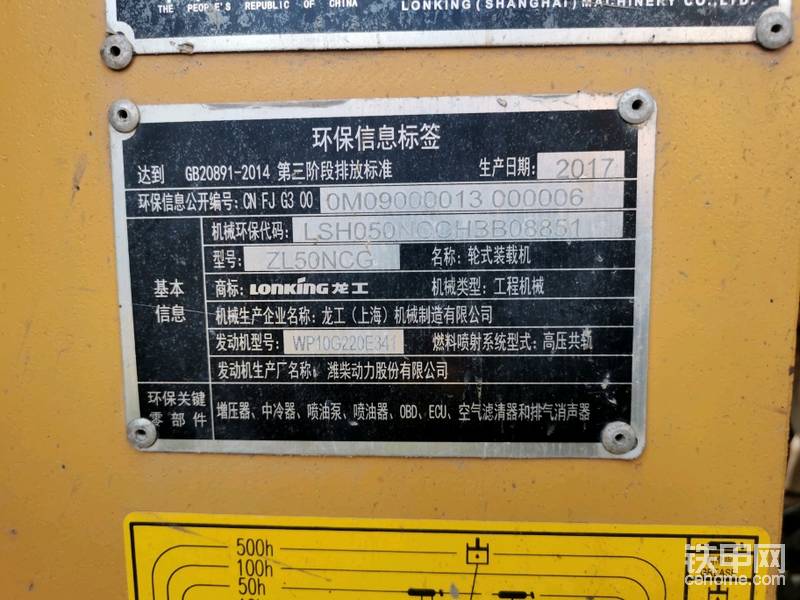 THE PEOPLE'S REPUBLIC OF CHINA LONKING (SHANGHAI) MACHINERY CO.,LTD.
环保信息标签
达到 GB20891-2014 第三阶段排放标准 生产日期: 2017
环保信息公开编号: CN FJ G3 00 0M09000013 000006
机械环保代码:
型号: ZL50NCG 名称: 轮式装载机
基本信息
商标: LONKING 龙工 机械类型: 工程机械
机械生产企业名称: 龙工（上海）机械制造有限公司
发动机型号: WP10G220E341 燃料喷射系统型式: 高压共轨
发动机生产厂名称: 潍柴动力股份有限公司
环保关键零部件
增压器、中冷器、喷油泵、喷油器、OBD、ECU、空气滤清器和排气消声器
500h
100h
50h
铁甲网
cehome.com